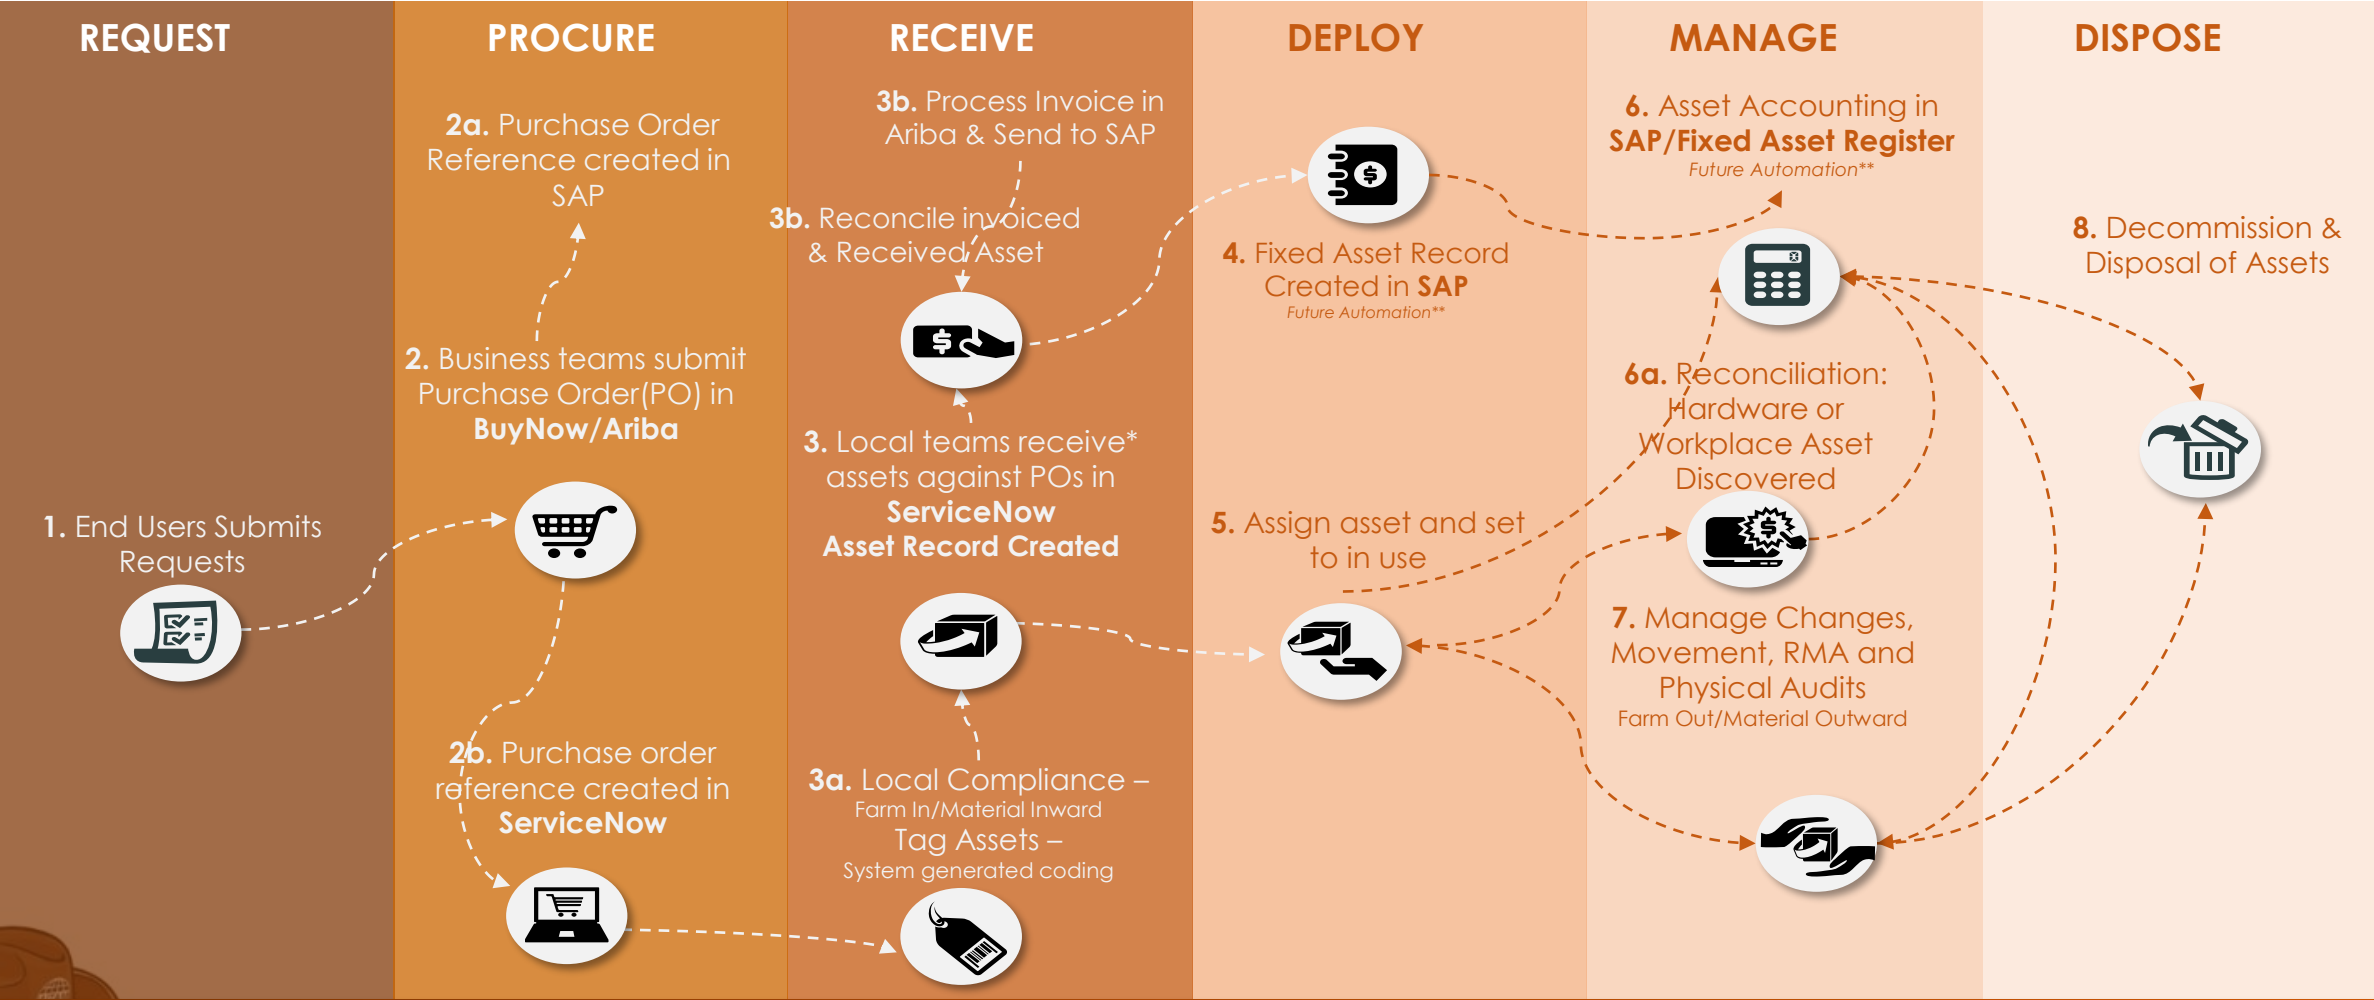 REQUEST
PROCURE
RECEIVE
DEPLOY
MANAGE
DISPOSE
1. End Users Submits
Requests
2a. Purchase Order
Reference created in
SAP
2. Business teams submit
Purchase Order(PO) in
BuyNow/Ariba
2b. Purchase order
reference created in
ServiceNow
3b. Process Invoice in
Ariba & Send to SAP
3b. Reconcile invoiced
& Received Asset
3. Local teams receive*
assets against POs in
ServiceNow
Asset Record Created
3a. Local Compliance –
Farm In/Material Inward
Tag Assets –
System generated coding
4. Fixed Asset Record
Created in SAP
Future Automation**
5. Assign asset and set
to in use
6. Asset Accounting in
SAP/Fixed Asset Register
Future Automation**
6a. Reconciliation:
Hardware or
Workplace Asset
Discovered
7. Manage Changes,
Movement, RMA and
Physical Audits
Farm Out/Material Outward
8. Decommission &
Disposal of Assets